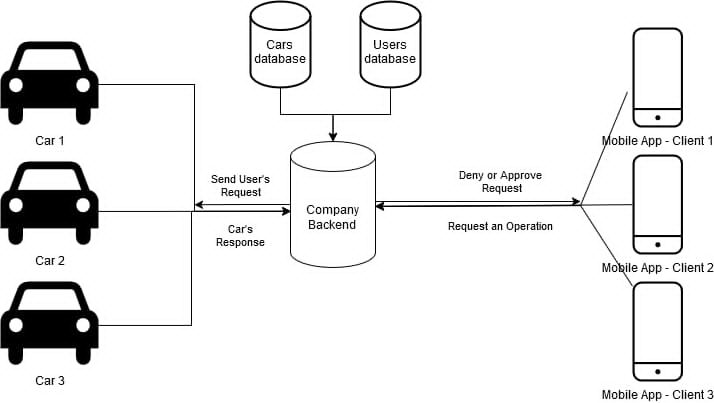 Cars
database
Users
database
Car 1
Mobile App - Client 1
Send User's
Request
Deny or Approve
Request
Company
Backend
Car's
Response
Request an Operation
Car 2
Mobile App - Client 2
Car 3
Mobile App - Client 3